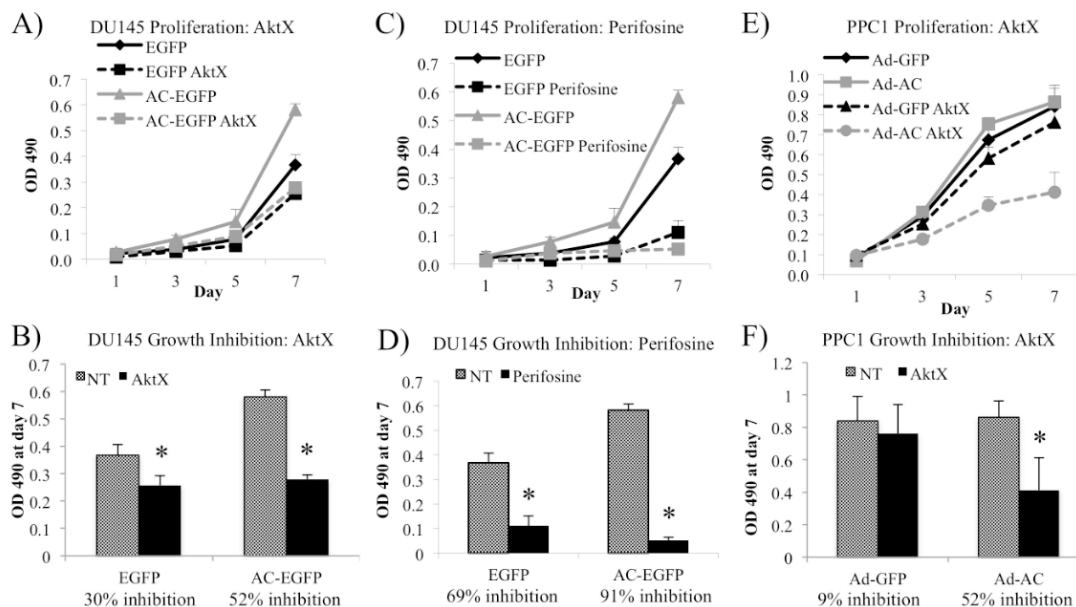 A)
DU145 Proliferation: AktX
EGFP
EGFP AktX
AC-EGFP
AC-EGFP AktX
OD 490
0.7
0.6
0.5
0.4
0.3
0.2
0.1
0.0
1 3 5 7
Day
C)
DU145 Proliferation: Perifosine
EGFP
EGFP Perifosine
AC-EGFP
AC-EGFP Perifosine
OD 490
0.7
0.6
0.5
0.4
0.3
0.2
0.1
0.0
1 3 5 7
Day
E)
PPC1 Proliferation: AktX
Ad-GFP
Ad-AC
Ad-GFP AktX
Ad-AC AktX
OD 490
1.0
0.9
0.8
0.7
0.6
0.5
0.4
0.3
0.2
0.1
0.0
1 3 5 7
Day
B)
DU145 Growth Inhibition: AktX
NT AktX
OD 490 at day 7
0.7
0.6
0.5
0.4
0.3
0.2
0.1
0
* *
EGFP AC-EGFP
30% inhibition 52% inhibition
D)
DU145 Growth Inhibition: Perifosine
NT Perifosine
OD 490 at day 7
0.7
0.6
0.5
0.4
0.3
0.2
0.1
0
* *
EGFP AC-EGFP
69% inhibition 91% inhibition
F)
PPC1 Growth Inhibition: AktX
NT AktX
OD 490 at day 7
1.2
1
0.8
0.6
0.4
0.2
0
*
Ad-GFP Ad-AC
9% inhibition 52% inhibition